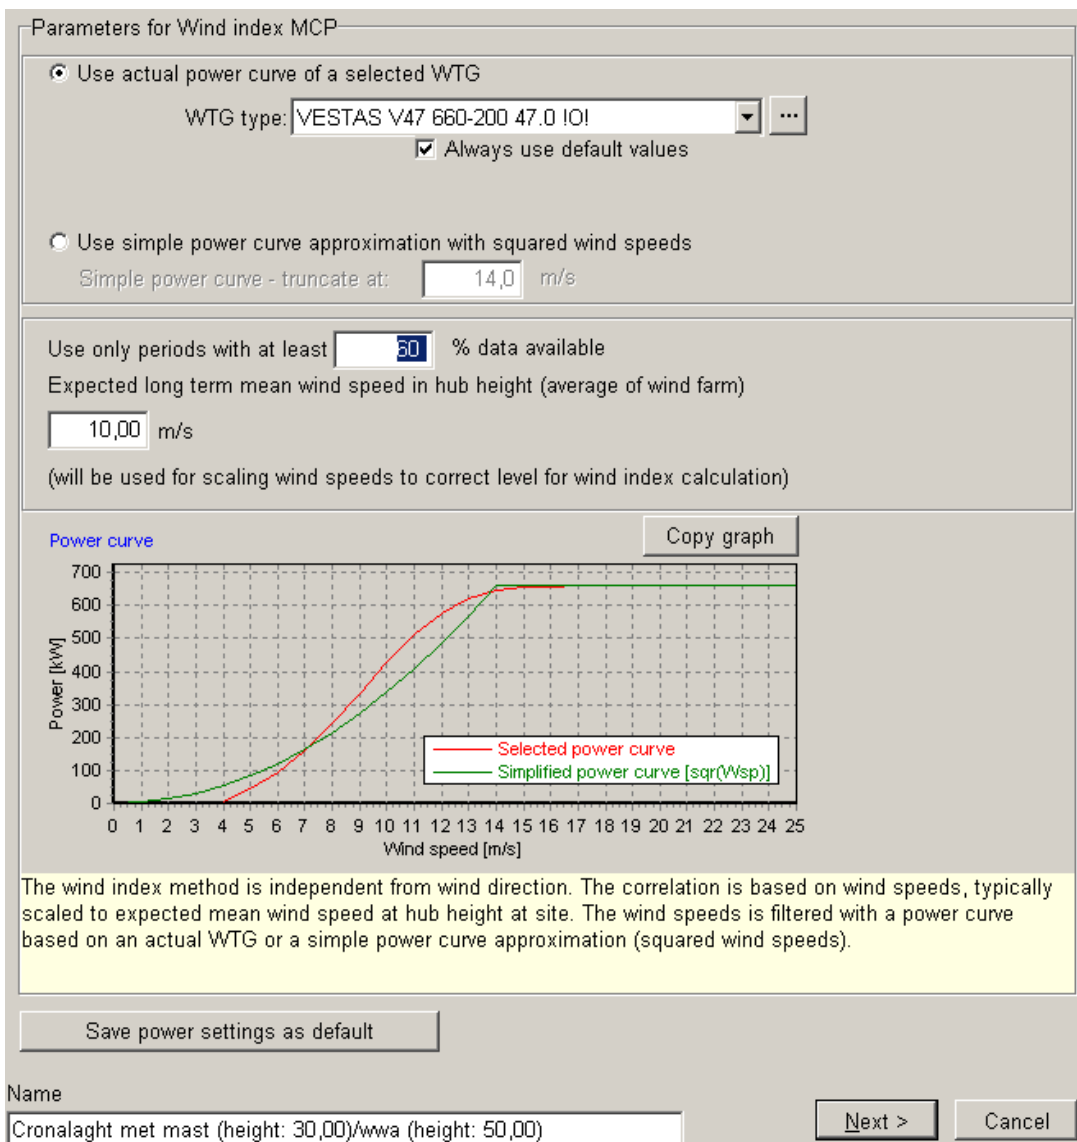 Parameters for Wind index MCP
Use actual power curve of a selected WTG
WTG type: VESTAS V47 660-200 47.0 !O! ...
Always use default values
Use simple power curve approximation with squared wind speeds
Simple power curve - truncate at: 14,0 m/s
Use only periods with at least 60 % data available
Expected long term mean wind speed in hub height (average of wind farm)
10,00 m/s
(will be used for scaling wind speeds to correct level for wind index calculation)
Power curve
Copy graph
700
600
500
400
300
200
100
0
Power [kW]
Selected power curve
Simplified power curve [sqr(Wsp)]
0 1 2 3 4 5 6 7 8 9 10 11 12 13 14 15 16 17 18 19 20 21 22 23 24 25
Wind speed [m/s]
The wind index method is independent from wind direction. The correlation is based on wind speeds, typically
scaled to expected mean wind speed at hub height at site. The wind speeds is filtered with a power curve
based on an actual WTG or a simple power curve approximation (squared wind speeds).
Save power settings as default
Name
Cronalaght met mast (height: 30,00)/wwa (height: 50,00)
Next >
Cancel